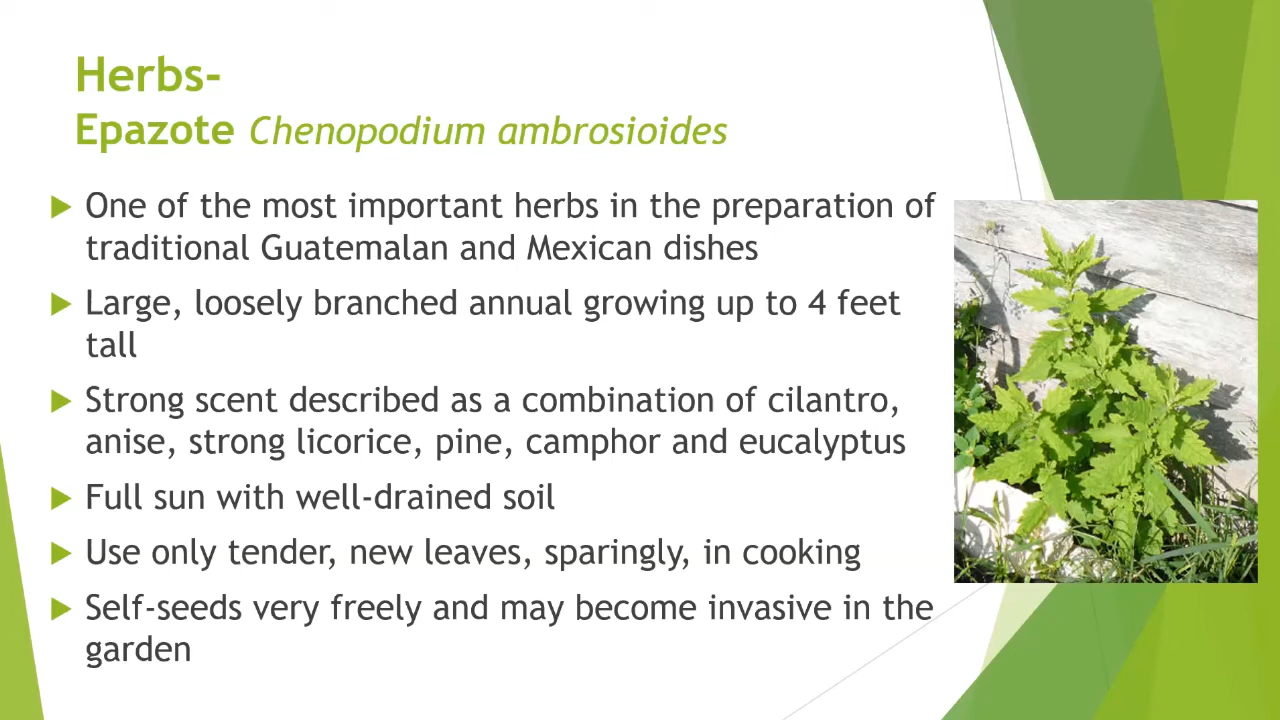 Herbs-
Epazote Chenopodium ambrosioides
One of the most important herbs in the preparation of
traditional Guatemalan and Mexican dishes
Large, loosely branched annual growing up to 4 feet
tall
Strong scent described as a combination of cilantro,
anise, strong licorice, pine, camphor and eucalyptus
Full sun with well-drained soil
Use only tender, new leaves, sparingly, in cooking
Self-seeds very freely and may become invasive in the
garden